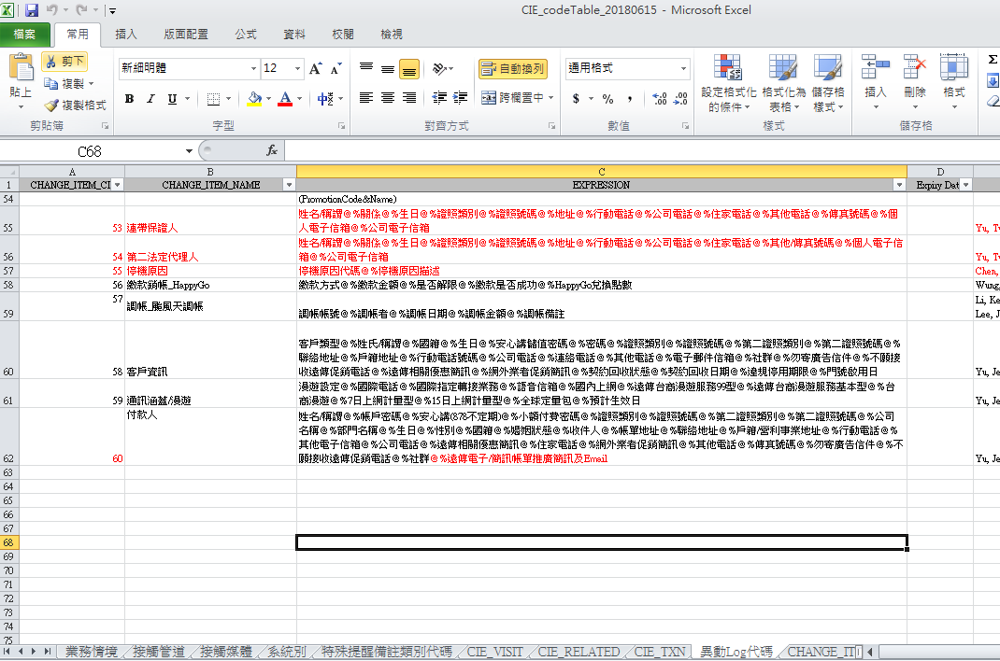 CIE_codeTable_20180615 - Microsoft Excel
檔案 常用 插入 版面配置 公式 資料 校閱 檢視
貼上 剪下 複製 複製格式 剪貼簿
新細明體 12 B I U 字型
自動換列 跨欄置中 對齊方式
通用格式 $ % , 數值
設定格式化的條件 格式化為表格 儲存格樣式 樣式
插入 刪除 格式 儲存格
C68 fx
A B C D
1 CHANGE_ITEM_CI CHANGE_ITEM_NAME EXPRESSION Expiry Dat
54 (PromotionCode&Name)
姓名/稱謂@%關係@%生日@%證照類別@%證照號碼@%地址@%行動電話@%公司電話@%住家電話@%其他電話@%傳真號碼@%個
55 53 連帶保證人 人電子信箱@%公司電子信箱 Yu, Tw
姓名/稱謂@%關係@%生日@%證照類別@%證照號碼@%地址@%行動電話@%公司電話@%住家電話@%其他/傳真號碼@%個人電子信
56 54 第二法定代理人 箱@%公司電子信箱 Yu, Tw
57 55 停機原因 停機原因代碼@%停機原因描述 Chen,
58 56 繳款銷帳_HappyGo 繳款方式@%繳款金額@%是否解限@%繳款是否成功@%HappyGo兌換點數 Wung,
57 調帳_颱風天調帳 Li, Ke
59 調帳帳號@%調帳者@%調帳日期@%調帳金額@%調帳備註 Lee, J
客戶類型@%姓氏/稱謂@%國籍@%生日@%安心講儲值密碼@%密碼@%證照類別@%證照號碼@%第二證照類別@%第二證照號碼@%
聯絡地址@%戶籍地址@%行動電話號碼@%公司電話@%連絡電話@%其他電話@%電子郵件信箱@%社群@%勿寄廣告信件@%不願接
60 58 客戶資訊 收遠傳促銷電話@%遠傳相關優惠簡訊@%網外業者促銷簡訊@%契約回收狀態@%契約回收日期@%違規停用期限@%門號啟用日 Yu, Je
漫遊設定@%國際電話@%國際指定轉接業務@%語音信箱@%國內上網@%遠傳台商漫遊服務99型@%遠傳台商漫遊服務基本型@%台
61 59 通訊涵蓋/漫遊 商漫遊@%7日上網計量型@%15日上網計量型@%全球定量包@%預計生效日 Yu, Je
付款人 姓名/稱謂@%帳戶密碼@%安心講(878不定期)@%小額付費密碼@%證照類別@%證照號碼@%第二證照類別@%第二證照號碼@%公司
名稱@%部門名稱@%生日@%性別@%國籍@%婚姻狀態@%收件人@%帳單地址@%聯絡地址@%戶籍/營利事業地址@%行動電話@%
其他電子信箱@%公司電話@%遠傳相關優惠簡訊@%住家電話@%網外業者促銷簡訊@%其他電話@%傳真號碼@%勿寄廣告信件@%不
62 60 願接收遠傳促銷電話@%社群@%遠傳電子/簡訊帳單推廣簡訊及Email Yu, Je
63
64
65
66
67
68
69
70
71
72
73
74
75
業務情境 接觸管道 接觸媒體 系統別 特殊提醒備註類別代碼 CIE_VISIT CIE_RELATED CIE_TXN 異動Log代碼 CHANGE_IT